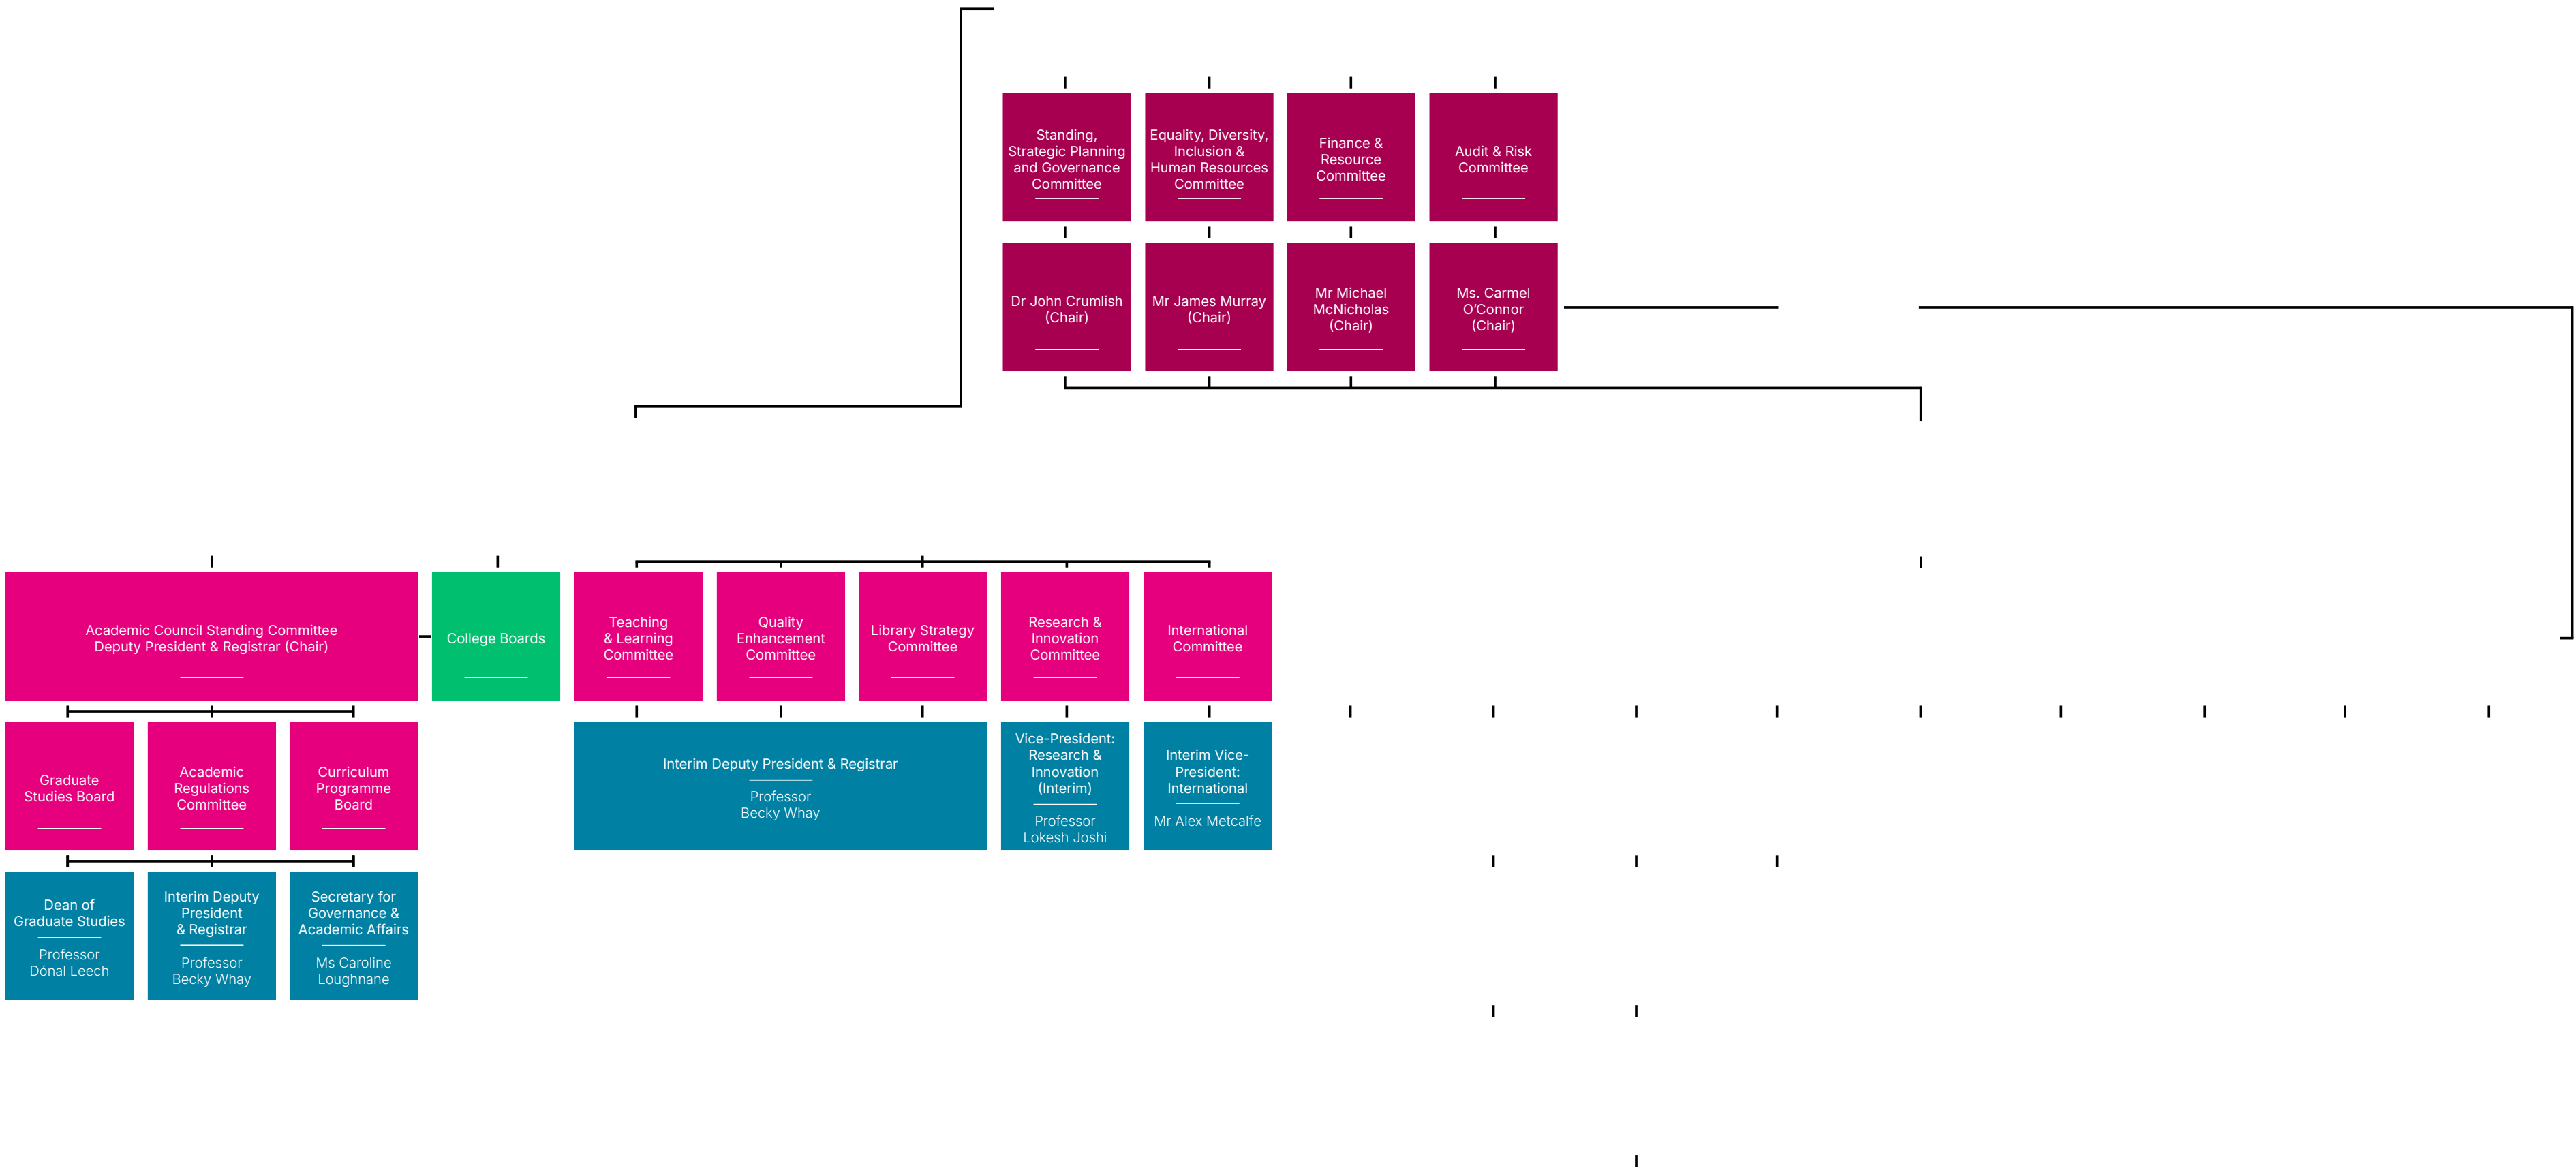 Standing,
Strategic Planning
and Governance
Committee
Equality, Diversity,
Inclusion &
Human Resources
Committee
Finance &
Resource
Committee
Audit & Risk
Committee
Dr John Crumlish
(Chair)
Mr James Murray
(Chair)
Mr Michael
McNicholas
(Chair)
Ms. Carmel
O'Connor
(Chair)
Academic Council Standing Committee
Deputy President & Registrar (Chair)
College Boards
Teaching
& Learning
Committee
Quality
Enhancement
Committee
Library Strategy
Committee
Research &
Innovation
Committee
International
Committee
Graduate
Studies Board
Academic
Regulations
Committee
Curriculum
Programme
Board
Interim Deputy President & Registrar
Professor
Becky Whay
Vice-President:
Research &
Innovation
(Interim)
Professor
Lokesh Joshi
Interim Vice-
President:
International
Mr Alex Metcalfe
Dean of
Graduate Studies
Professor
Dónal Leech
Interim Deputy
President
& Registrar
Professor
Becky Whay
Secretary for
Governance &
Academic Affairs
Ms Caroline
Loughnane